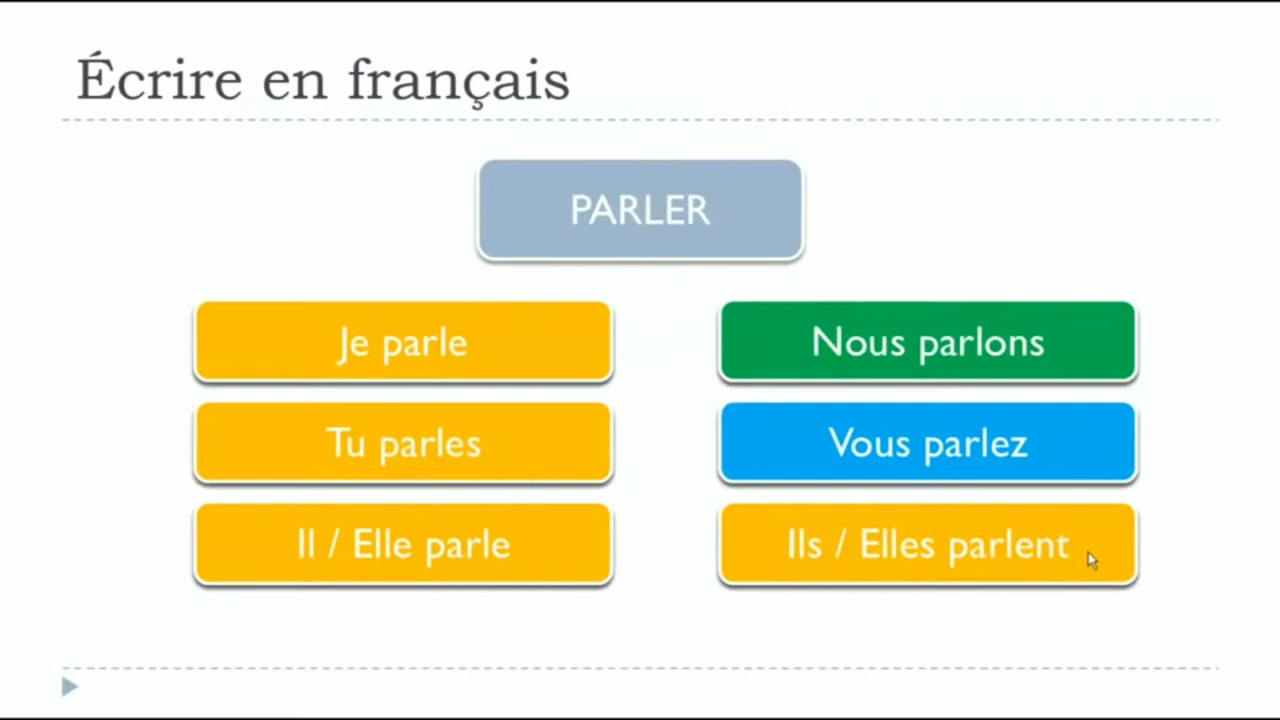 Écrire en français
PARLER
Je parle
Tu parles
Il / Elle parle
Nous parlons
Vous parlez
Ils / Elles parlent